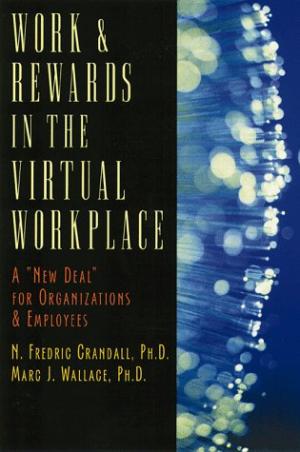 WORK &
REWARDS
IN THE
VIRTUAL
WORKPLACE
A "NEW DEAL"
FOR ORGANIZATIONS
& EMPLOYEES
N. FREDRIC CRANDALL, PH.D.
MARC J. WALLACE, PH.D.